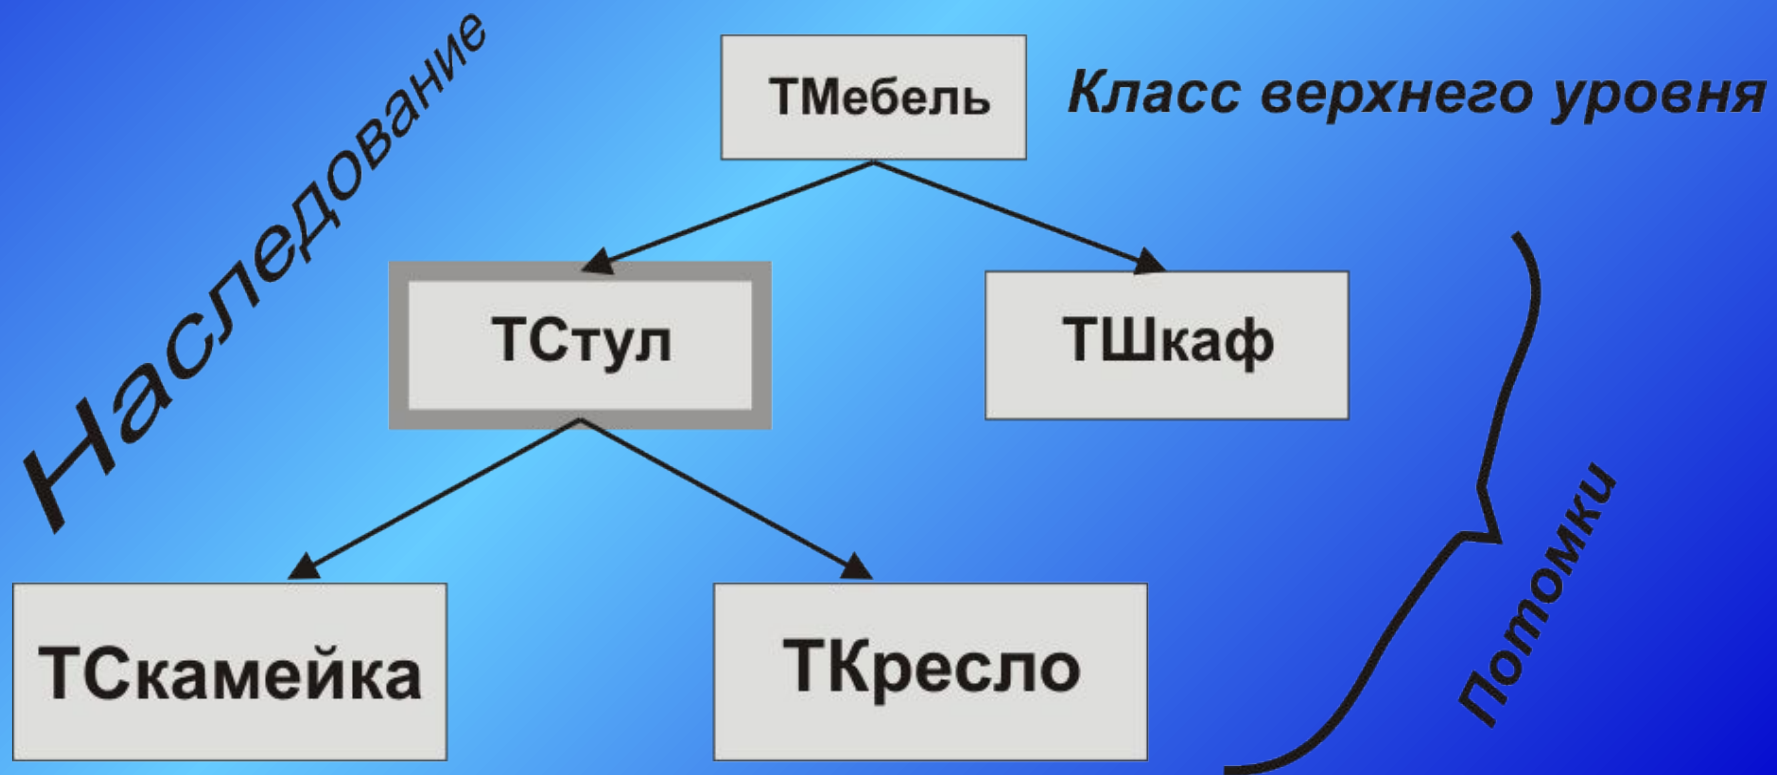 Наследование
ТМебель
Класс верхнего уровня
ТСтул
ТШкаф
ТСкамейка
ТКресло
Потомки